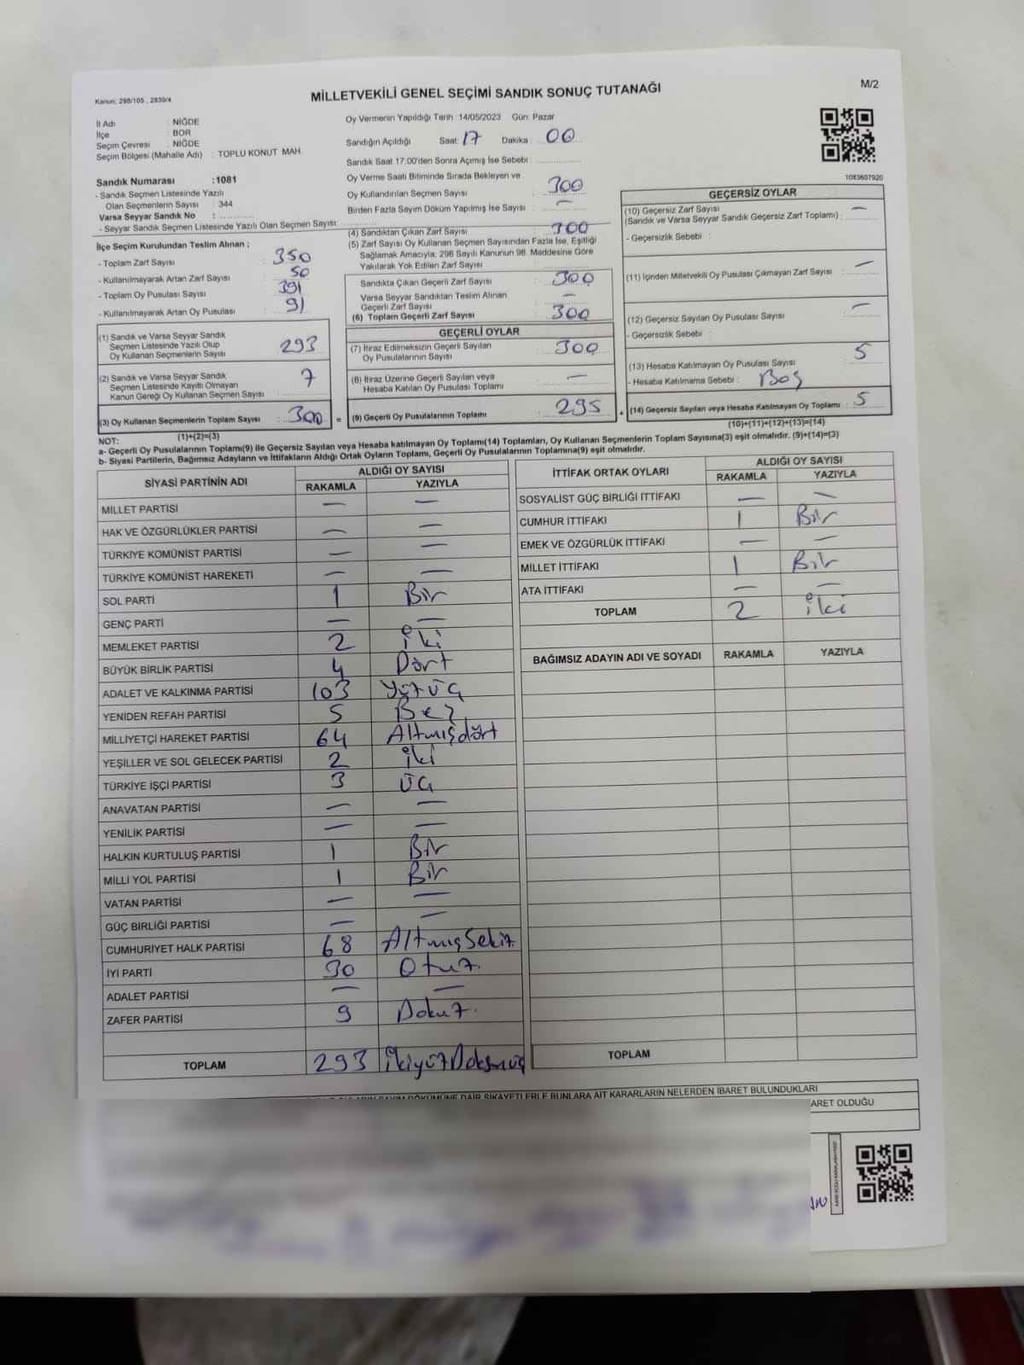 Kanun: 298/105 , 2839/4
MİLLETVEKİLİ GENEL SEÇİMİ SANDIK SONUÇ TUTANAĞI
M/2
İl Adı : NİĞDE
İlçe : BOR
Seçim Çevresi : NİĞDE
Seçim Bölgesi (Mahalle Adı) : TOPLU KONUT MAH.
Sandık Numarası :1081
- Sandık Seçmen Listesinde Yazılı
Olan Seçmenlerin Sayısı : 344
Varsa Seyyar Sandık No :
- Seyyar Sandık Seçmen Listesinde Yazılı Olan Seçmen Sayısı:
İlçe Seçim Kurulundan Teslim Alınan ;
- Toplam Zarf Sayısı 350
- Kullanılmayarak Artan Zarf Sayısı 50
- Toplam Oy Pusulası Sayısı 391
- Kullanılmayarak Artan Oy Pusulası 91
(1) Sandık ve Varsa Seyyar Sandık
Seçmen Listesinde Yazılı Olup
Oy Kullanan Seçmenlerin Sayısı 293
(2) Sandık ve Varsa Seyyar Sandık
Seçmen Listesinde Kayıtlı Olmayan
Kanun Gereği Oy Kullanan Seçmen Sayısı 7
(3) Oy Kullanan Seçmenlerin Toplam Sayısı 300 =
(1)+(2)=(3)
Oy Vermenin Yapıldığı Tarih :14/05/2023 Gün: Pazar
Sandığın Açıldığı Saat: 17 Dakika : 00
Sandık Saat 17:00'den Sonra Açılmış İse Sebebi :
Oy Verme Saati Bitiminde Sırada Bekleyen ve
Oy Kullandırılan Seçmen Sayısı 300
Birden Fazla Sayım Döküm Yapılmış İse Sayısı —
(4) Sandıktan Çıkan Zarf Sayısı 300
(5) Zarf Sayısı Oy Kullanan Seçmen Sayısından Fazla İse, Eşitliği
Sağlamak Amacıyla, 298 Sayılı Kanunun 98. Maddesine Göre
Yakılarak Yok Edilen Zarf Sayısı
Sandıkta Çıkan Geçerli Zarf Sayısı 300
Varsa Seyyar Sandıktan Teslim Alınan
Geçerli Zarf Sayısı —
(6) Toplam Geçerli Zarf Sayısı 300
GEÇERLİ OYLAR
(7) İtiraz Edilmeksizin Geçerli Sayılan
Oy Pusulalarının Sayısı 300
(8) İtiraz Üzerine Geçerli Sayılan veya
Hesaba Katılan Oy Pusulası Toplamı —
(9) Geçerli Oy Pusulalarının Toplamı 295 +
1083607920
GEÇERSİZ OYLAR
(10) Geçersiz Zarf Sayısı —
(Sandık ve Varsa Seyyar Sandık Geçersiz Zarf Toplamı)
- Geçersizlik Sebebi :
(11) İçinden Milletvekili Oy Pusulası Çıkmayan Zarf Sayısı —
(12) Geçersiz Sayılan Oy Pusulası Sayısı —
- Geçersizlik Sebebi :
(13) Hesaba Katılmayan Oy Pusulası Sayısı 5
- Hesaba Katılmama Sebebi : Boş
(14) Geçersiz Sayılan veya Hesaba Katılmayan Oy Toplamı 5
(10)+(11)+(12)+(13)=(14)
NOT:
a- Geçerli Oy Pusulalarının Toplamı(9) ile Geçersiz Sayılan veya Hesaba katılmayan Oy Toplamı(14) Toplamları, Oy Kullanan Seçmenlerin Toplam Sayısına(3) eşit olmalıdır. (9)+(14)=(3)
b- Siyasi Partilerin, Bağımsız Adayların ve İttifakların Aldığı Ortak Oyların Toplamı, Geçerli Oy Pusulalarının Toplamına(9) eşit olmalıdır.
SİYASİ PARTİNİN ADI ALDIĞI OY SAYISI
RAKAMLA YAZIYLA
MİLLET PARTİSİ — —
HAK VE ÖZGÜRLÜKLER PARTİSİ — —
TÜRKİYE KOMÜNİST PARTİSİ — —
TÜRKİYE KOMÜNİST HAREKETİ — —
SOL PARTİ 1 Bir
GENÇ PARTİ — —
MEMLEKET PARTİSİ 2 iki
BÜYÜK BİRLİK PARTİSİ 4 Dört
ADALET VE KALKINMA PARTİSİ 103 Yüzüç
YENİDEN REFAH PARTİSİ 5 Beş
MİLLİYETÇİ HAREKET PARTİSİ 64 Altmışdört
YEŞİLLER VE SOL GELECEK PARTİSİ 2 iki
TÜRKİYE İŞÇİ PARTİSİ 3 üç
ANAVATAN PARTİSİ — —
YENİLİK PARTİSİ — —
HALKIN KURTULUŞ PARTİSİ 1 Bir
MİLLİ YOL PARTİSİ 1 Bir
VATAN PARTİSİ — —
GÜÇ BİRLİĞİ PARTİSİ — —
CUMHURİYET HALK PARTİSİ 68 Altmışsekiz
İYİ PARTİ 30 Otuz
ADALET PARTİSİ — —
ZAFER PARTİSİ 9 Dokuz
TOPLAM 293 İkiyüzDoksanüç
İTTİFAK ORTAK OYLARI ALDIĞI OY SAYISI
RAKAMLA YAZIYLA
SOSYALİST GÜÇ BİRLİĞİ İTTİFAKI — —
CUMHUR İTTİFAKI 1 Bir
EMEK VE ÖZGÜRLÜK İTTİFAKI — —
MİLLET İTTİFAKI 1 Bir
ATA İTTİFAKI — —
TOPLAM 2 iki
BAĞIMSIZ ADAYIN ADI VE SOYADI RAKAMLA YAZIYLA
TOPLAM
DÖKÜMÜNE DAİR ŞİKAYETLERLE BUNLARA AİT KARARLARIN NELERDEN İBARET BULUNDUKLARI
OLDUĞU